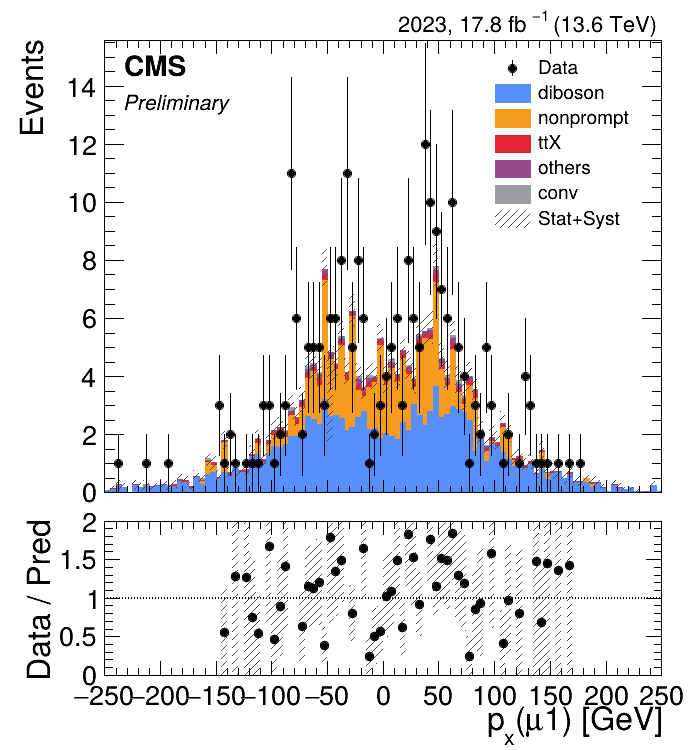 2023, 17.8 fb⁻¹ (13.6 TeV)
CMS
Preliminary
Data
diboson
nonprompt
ttX
others
conv
Stat+Syst
Events
14
12
10
8
6
4
2
0
Data / Pred
2
1.5
1
0.5
0
−250 −200 −150 −100 −50 0 50 100 150 200 250
pₓ(μ1) [GeV]